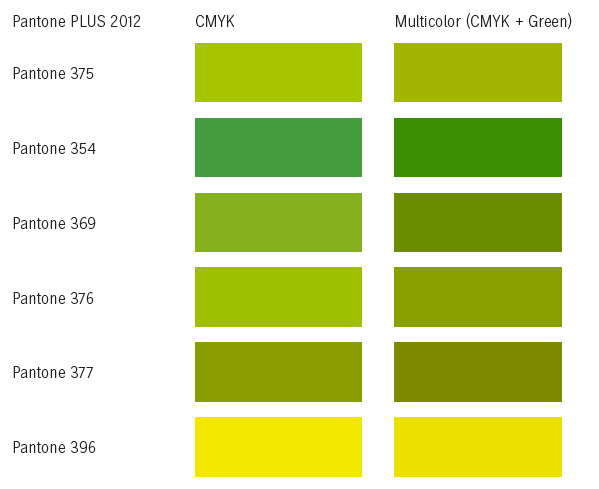 Pantone PLUS 2012 CMYK Multicolor (CMYK + Green)
Pantone 375
Pantone 354
Pantone 369
Pantone 376
Pantone 377
Pantone 396